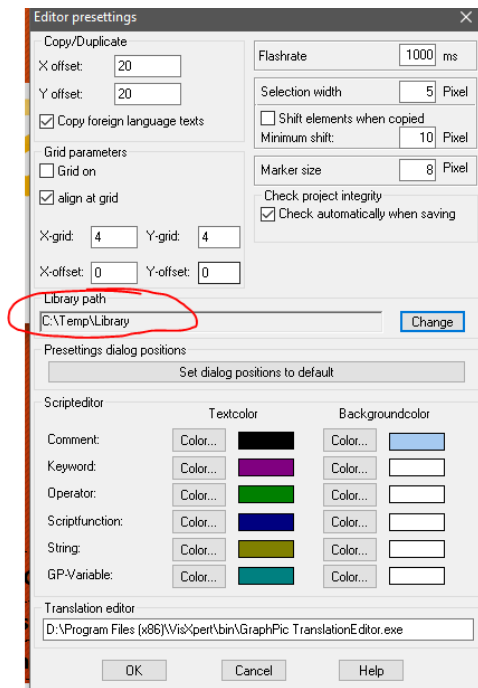 Editor presettings
Copy/Duplicate
X offset: 20
Y offset: 20
Copy foreign language texts
Grid parameters
Grid on
align at grid
X-grid: 4 Y-grid: 4
X-offset: 0 Y-offset: 0
Flashrate 1000 ms
Selection width 5 Pixel
Shift elements when copied
Minimum shift: 10 Pixel
Marker size 8 Pixel
Check project integrity
Check automatically when saving
Library path
C:\Temp\Library Change
Presettings dialog positions
Set dialog positions to default
Scripteditor
Textcolor Backgroundcolor
Comment: Color... Color...
Keyword: Color... Color...
Operator: Color... Color...
Scriptfunction: Color... Color...
String: Color... Color...
GP-Variable: Color... Color...
Translation editor
D:\Program Files (x86)\VisXpert\bin\GraphPic TranslationEditor.exe
OK Cancel Help